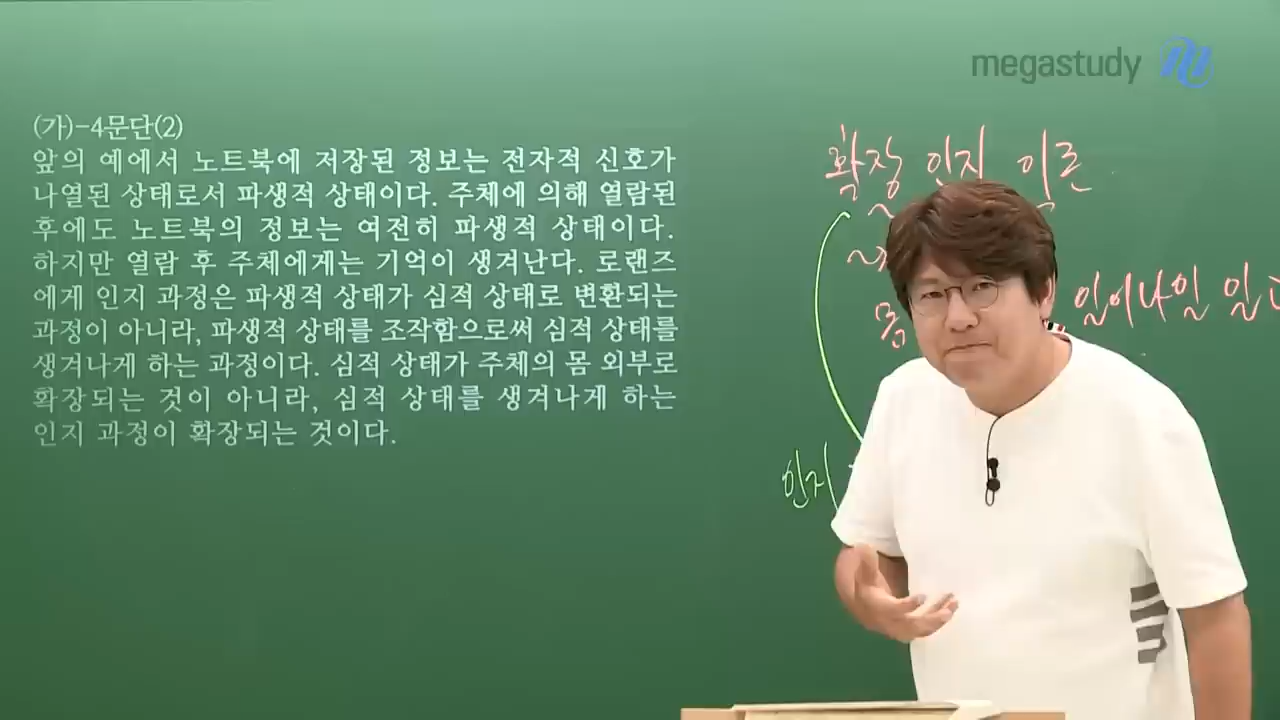 megastudy
(가)-4문단(2)
앞의 예에서 노트북에 저장된 정보는 전자적 신호가
나열된 상태로서 파생적 상태이다. 주체에 의해 열람된
후에도 노트북의 정보는 여전히 파생적 상태이다.
하지만 열람 후 주체에게는 기억이 생겨난다. 로랜즈
에게 인지 과정은 파생적 상태가 심적 상태로 변환되는
과정이 아니라, 파생적 상태를 조작함으로써 심적 상태를
생겨나게 하는 과정이다. 심적 상태가 주체의 몸 외부로
확장되는 것이 아니라, 심적 상태를 생겨나게 하는
인지 과정이 확장되는 것이다.
확장 인지 이론
몸
일어나일
인지